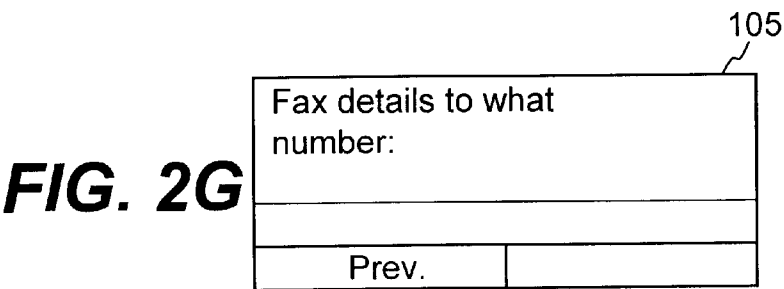 105
Fax details to what
number:
FIG. 2G
Prev.